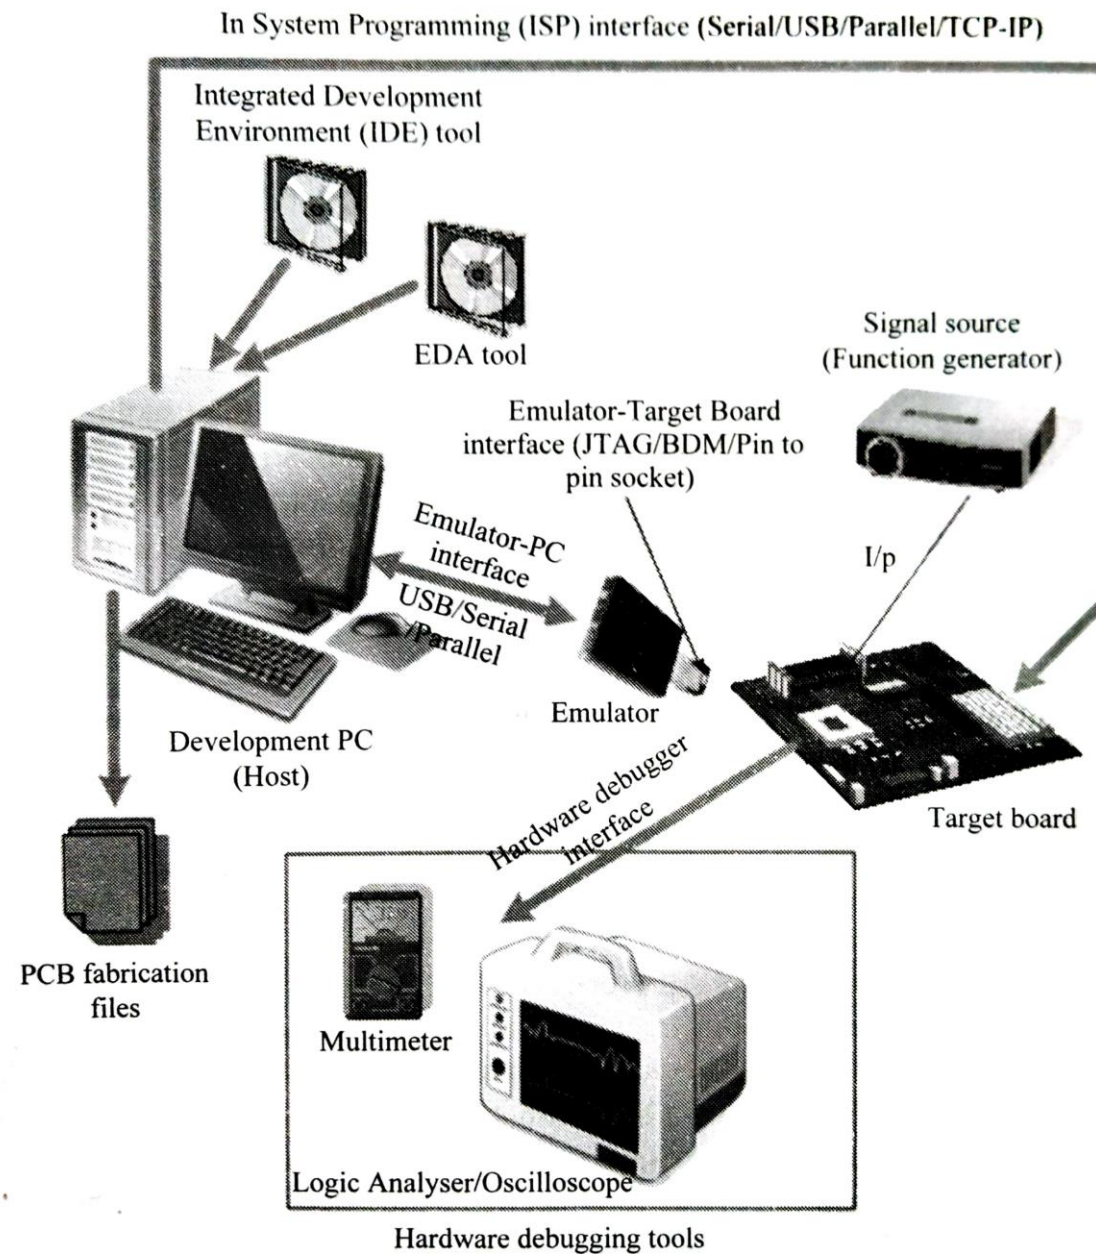 In System Programming (ISP) interface (Serial/USB/Parallel/TCP-IP)
Integrated Development
Environment (IDE) tool
EDA tool
Signal source
(Function generator)
Emulator-Target Board
interface (JTAG/BDM/Pin to
pin socket)
I/p
Emulator-PC
interface
USB/Serial
/Parallel
Emulator
Development PC
(Host)
Target board
Hardware debugger
interface
PCB fabrication
files
Multimeter
Logic Analyser/Oscilloscope
Hardware debugging tools